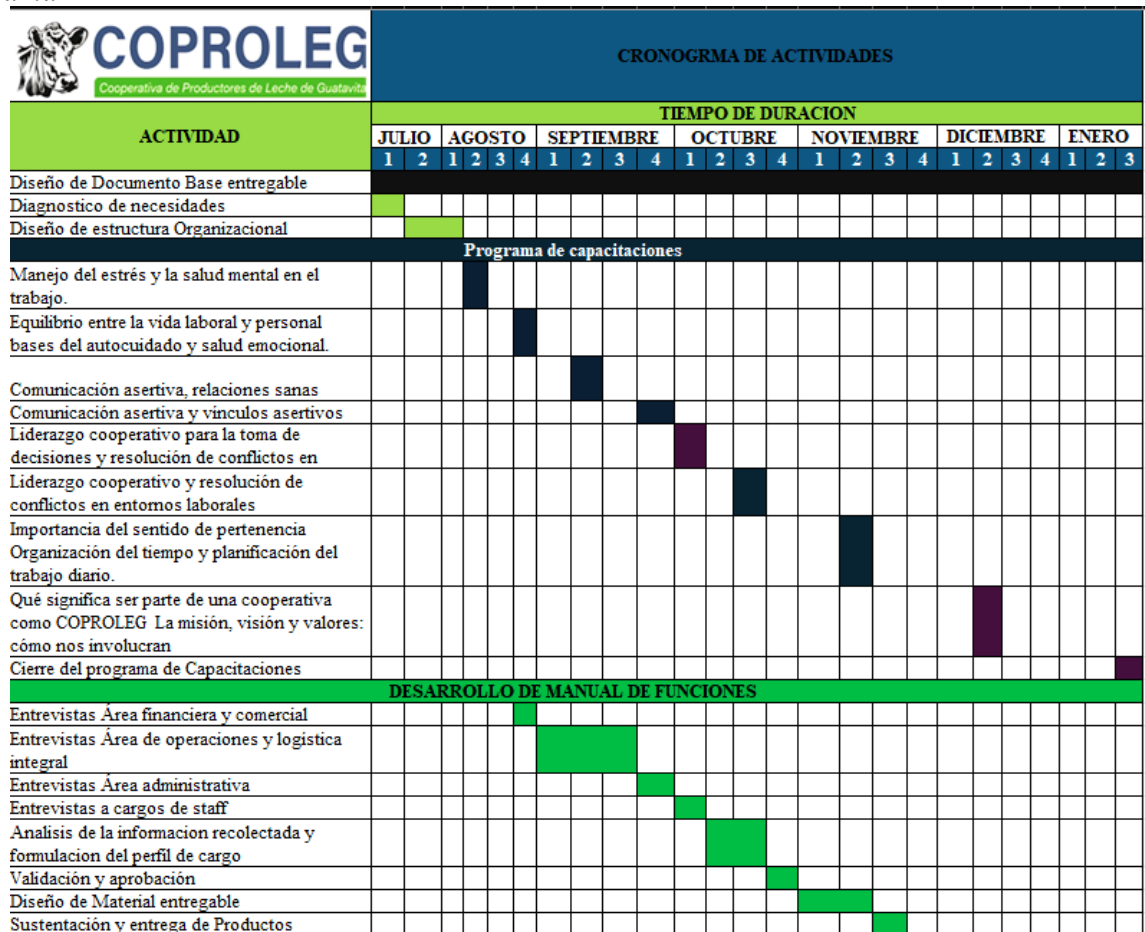 COPROLEG
Cooperativa de Productores de Leche de Guatavita
CRONOGRMA DE ACTIVIDADES
ACTIVIDAD
TIEMPO DE DURACION
JULIO AGOSTO SEPTIEMBRE OCTUBRE NOVIEMBRE DICIEMBRE ENERO
1 2 1 2 3 4 1 2 3 4 1 2 3 4 1 2 3 4 1 2 3 4 1 2 3
Diseño de Documento Base entregable
Diagnostico de necesidades
Diseño de estructura Organizacional
Programa de capacitaciones
Manejo del estrés y la salud mental en el
trabajo.
Equilibrio entre la vida laboral y personal
bases del autocuidado y salud emocional.
Comunicación asertiva, relaciones sanas
Comunicación asertiva y vínculos asertivos
Liderazgo cooperativo para la toma de
decisiones y resolución de conflictos en
Liderazgo cooperativo y resolución de
conflictos en entornos laborales
Importancia del sentido de pertenencia
Organización del tiempo y planificación del
trabajo diario.
Qué significa ser parte de una cooperativa
como COPROLEG La misión, visión y valores:
cómo nos involucran
Cierre del programa de Capacitaciones
DESARROLLO DE MANUAL DE FUNCIONES
Entrevistas Área financiera y comercial
Entrevistas Área de operaciones y logistica
integral
Entrevistas Área administrativa
Entrevistas a cargos de staff
Analisis de la informacion recolectada y
formulacion del perfil de cargo
Validación y aprobación
Diseño de Material entregable
Sustentación y entrega de Productos